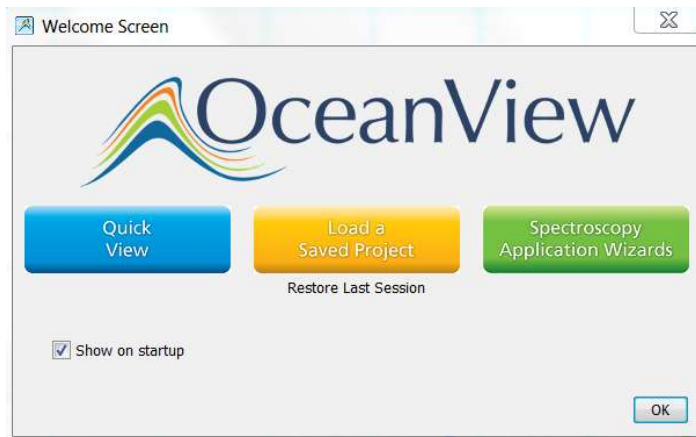 Welcome Screen
OceanView
Quick
View
Load a
Saved Project
Spectroscopy
Application Wizards
Restore Last Session
Show on startup
OK